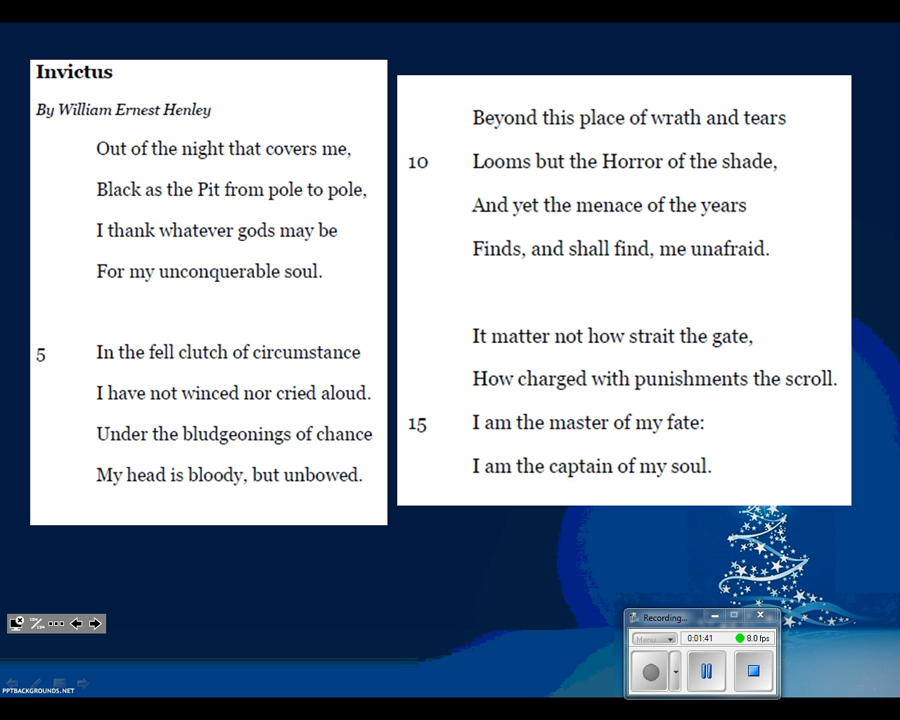 Invictus
By William Ernest Henley
Out of the night that covers me,
Black as the Pit from pole to pole,
I thank whatever gods may be
For my unconquerable soul.
5 In the fell clutch of circumstance
I have not winced nor cried aloud.
Under the bludgeonings of chance
My head is bloody, but unbowed.
Beyond this place of wrath and tears
10 Looms but the Horror of the shade,
And yet the menace of the years
Finds, and shall find, me unafraid.
It matter not how strait the gate,
How charged with punishments the scroll.
15 I am the master of my fate:
I am the captain of my soul.
Recording...
Menu 0:01:41 8.0 fps
PPTBACKGROUNDS.NET